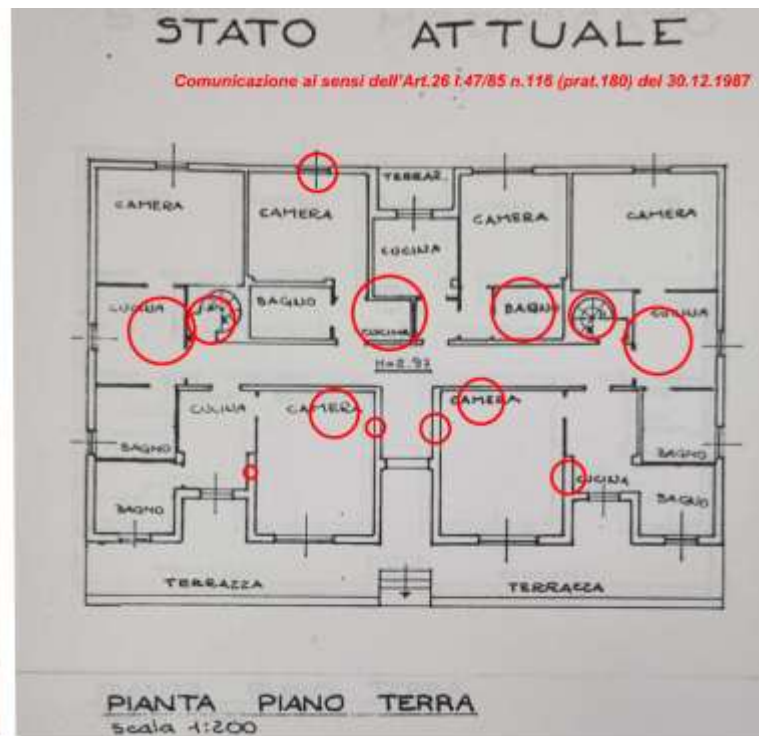 STATO ATTUALE
Comunicazione ai sensi dell'Art.26 l.47/85 n.116 (prat.180) del 30.12.1987
TERRAZ.
CAMERA CAMERA CAMERA CAMERA
CUCINA
CUCINA BAGNO CUCINA BAGNO CUCINA
H=2.97
CUCINA CAMERA CAMERA
BAGNO CUCINA BAGNO
BAGNO BAGNO
TERRAZZA TERRAZZA
PIANTA PIANO TERRA
scala 1:200